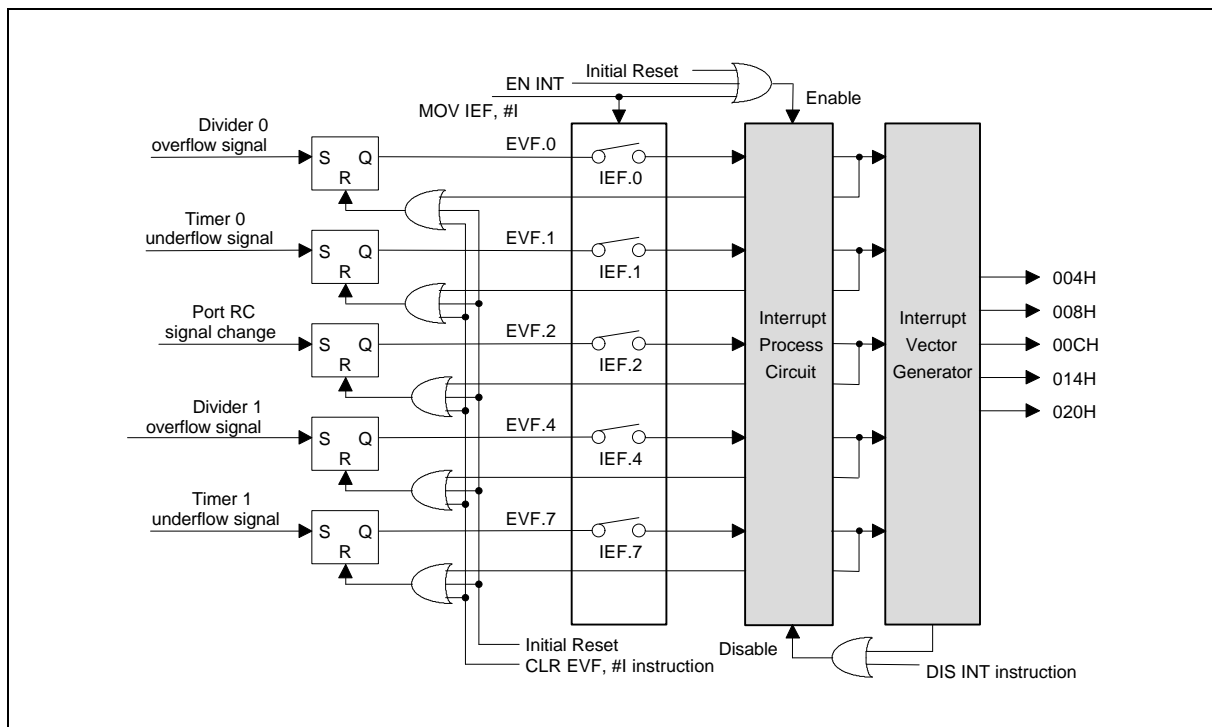 Initial Reset
EN INT
MOV IEF, #I
Enable
Divider 0
overflow signal
S Q
R
EVF.0
IEF.0
Timer 0
underflow signal
S Q
R
EVF.1
IEF.1
Port RC
signal change
S Q
R
EVF.2
IEF.2
Divider 1
overflow signal
S Q
R
EVF.4
IEF.4
Timer 1
underflow signal
S Q
R
EVF.7
IEF.7
Interrupt
Process
Circuit
Interrupt
Vector
Generator
004H
008H
00CH
014H
020H
Initial Reset
CLR EVF, #I instruction
Disable
DIS INT instruction